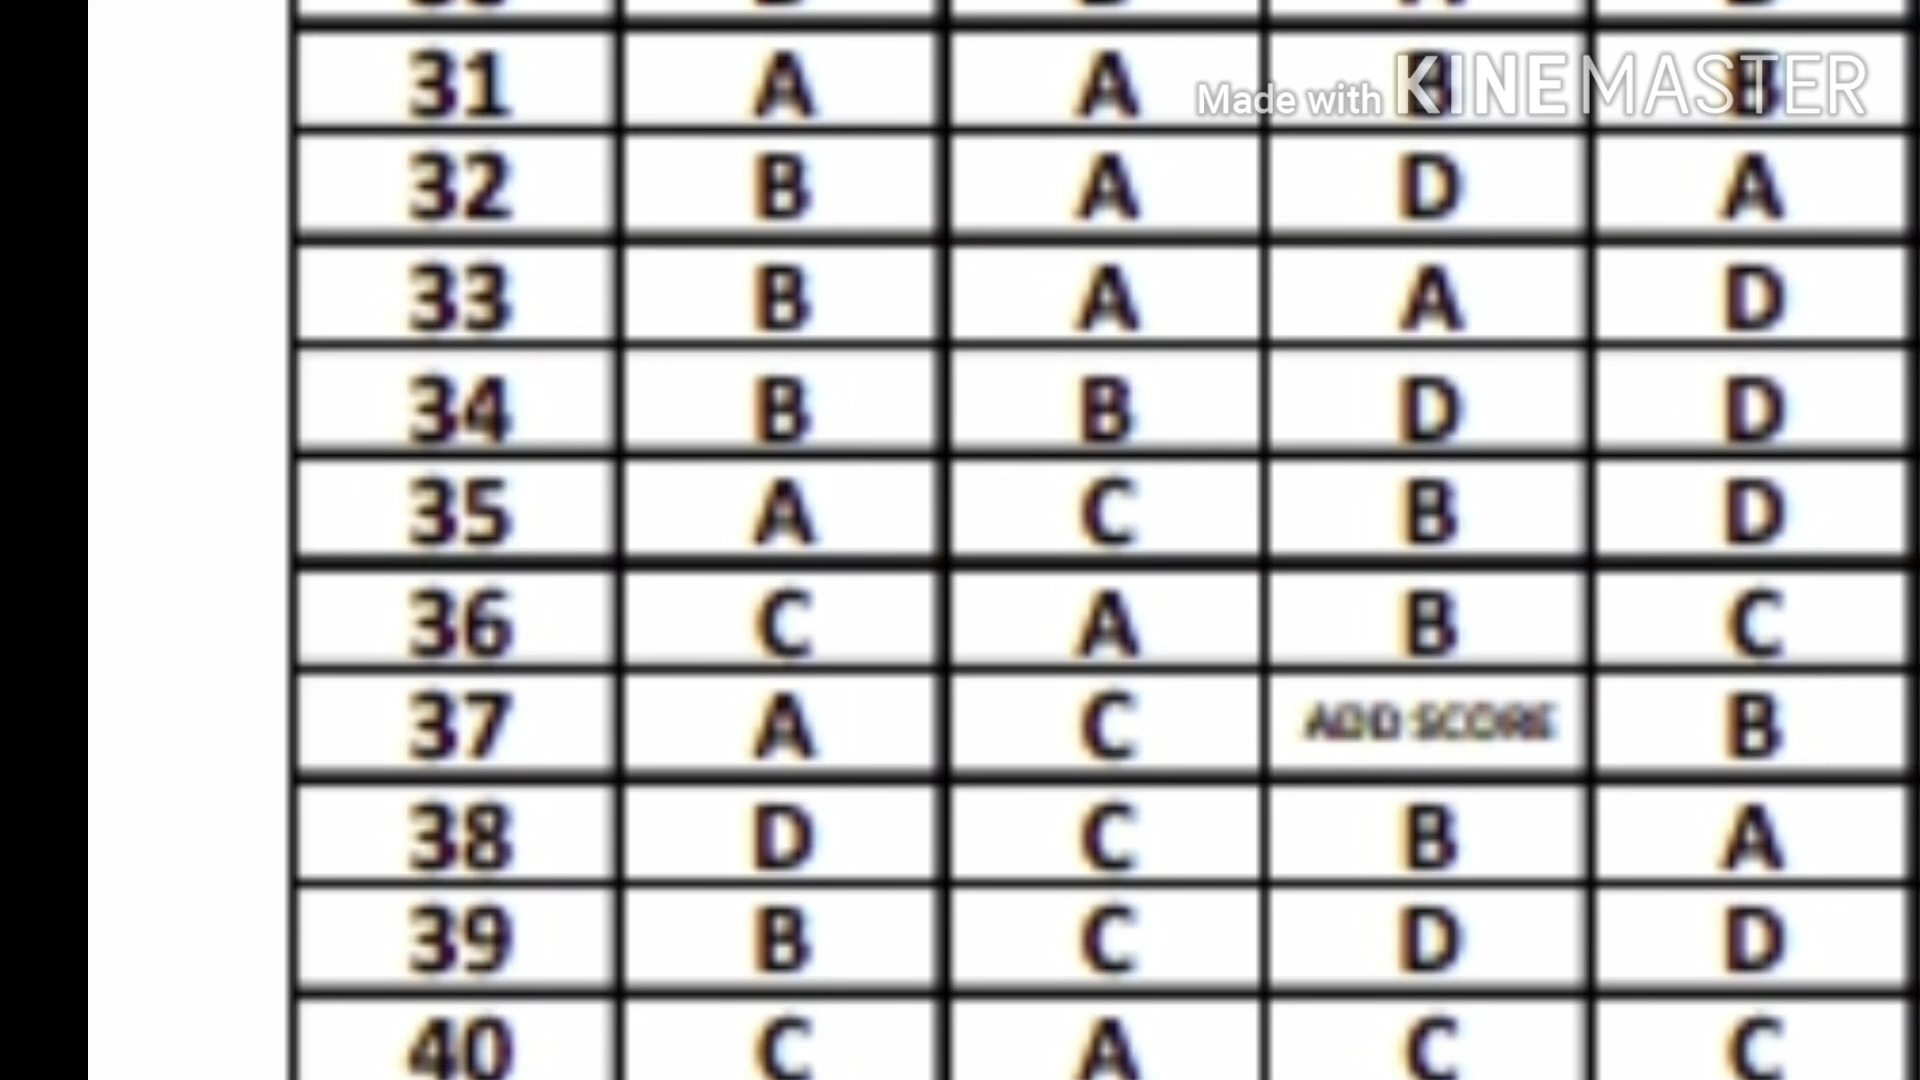 31 A A B B
Made with KINEMASTER
32 B A D A
33 B A A D
34 B B D D
35 A C B D
36 C A B C
37 A C ADD SCORE B
38 D C B A
39 B C D D
40 C A C C